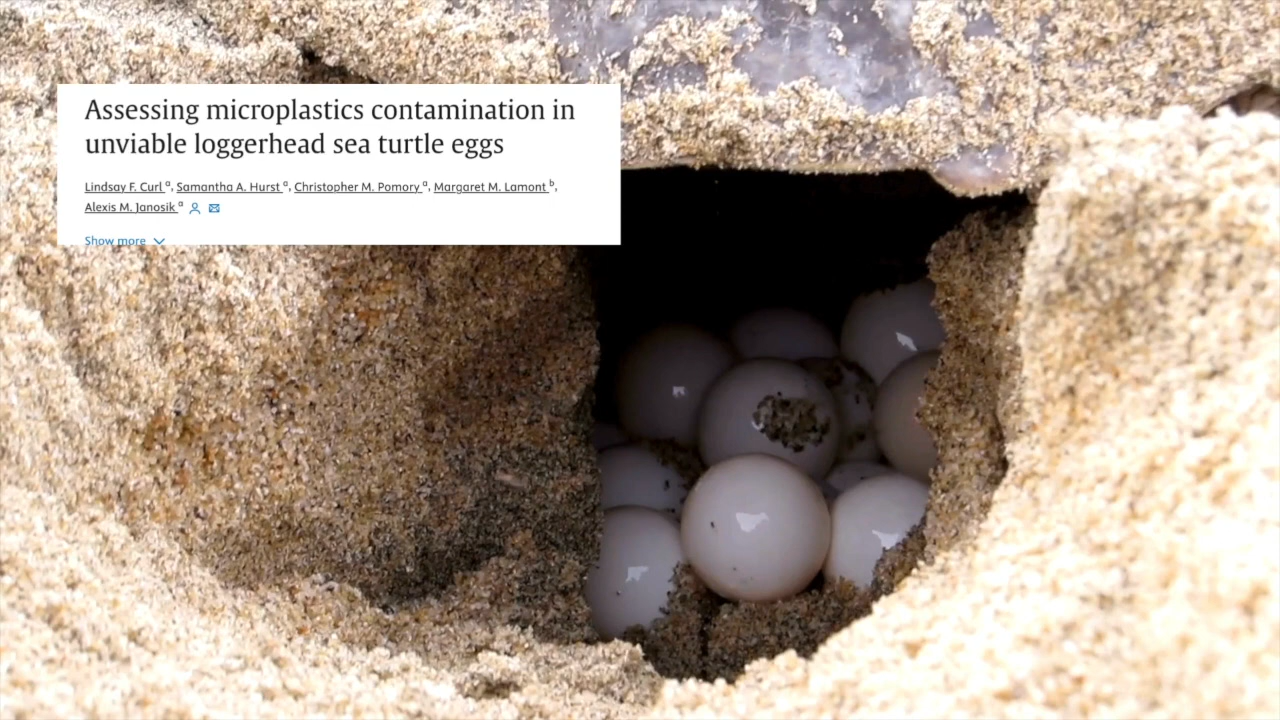 Assessing microplastics contamination in
unviable loggerhead sea turtle eggs
Lindsay F. Curl a, Samantha A. Hurst a, Christopher M. Pomory a, Margaret M. Lamont b,
Alexis M. Janosik a
Show more